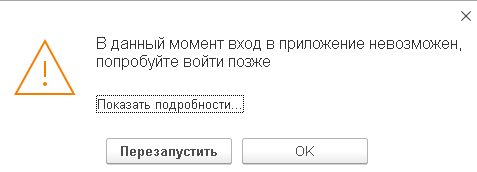 В данный момент вход в приложение невозможен,
попробуйте войти позже
Показать подробности...
Перезапустить
OK